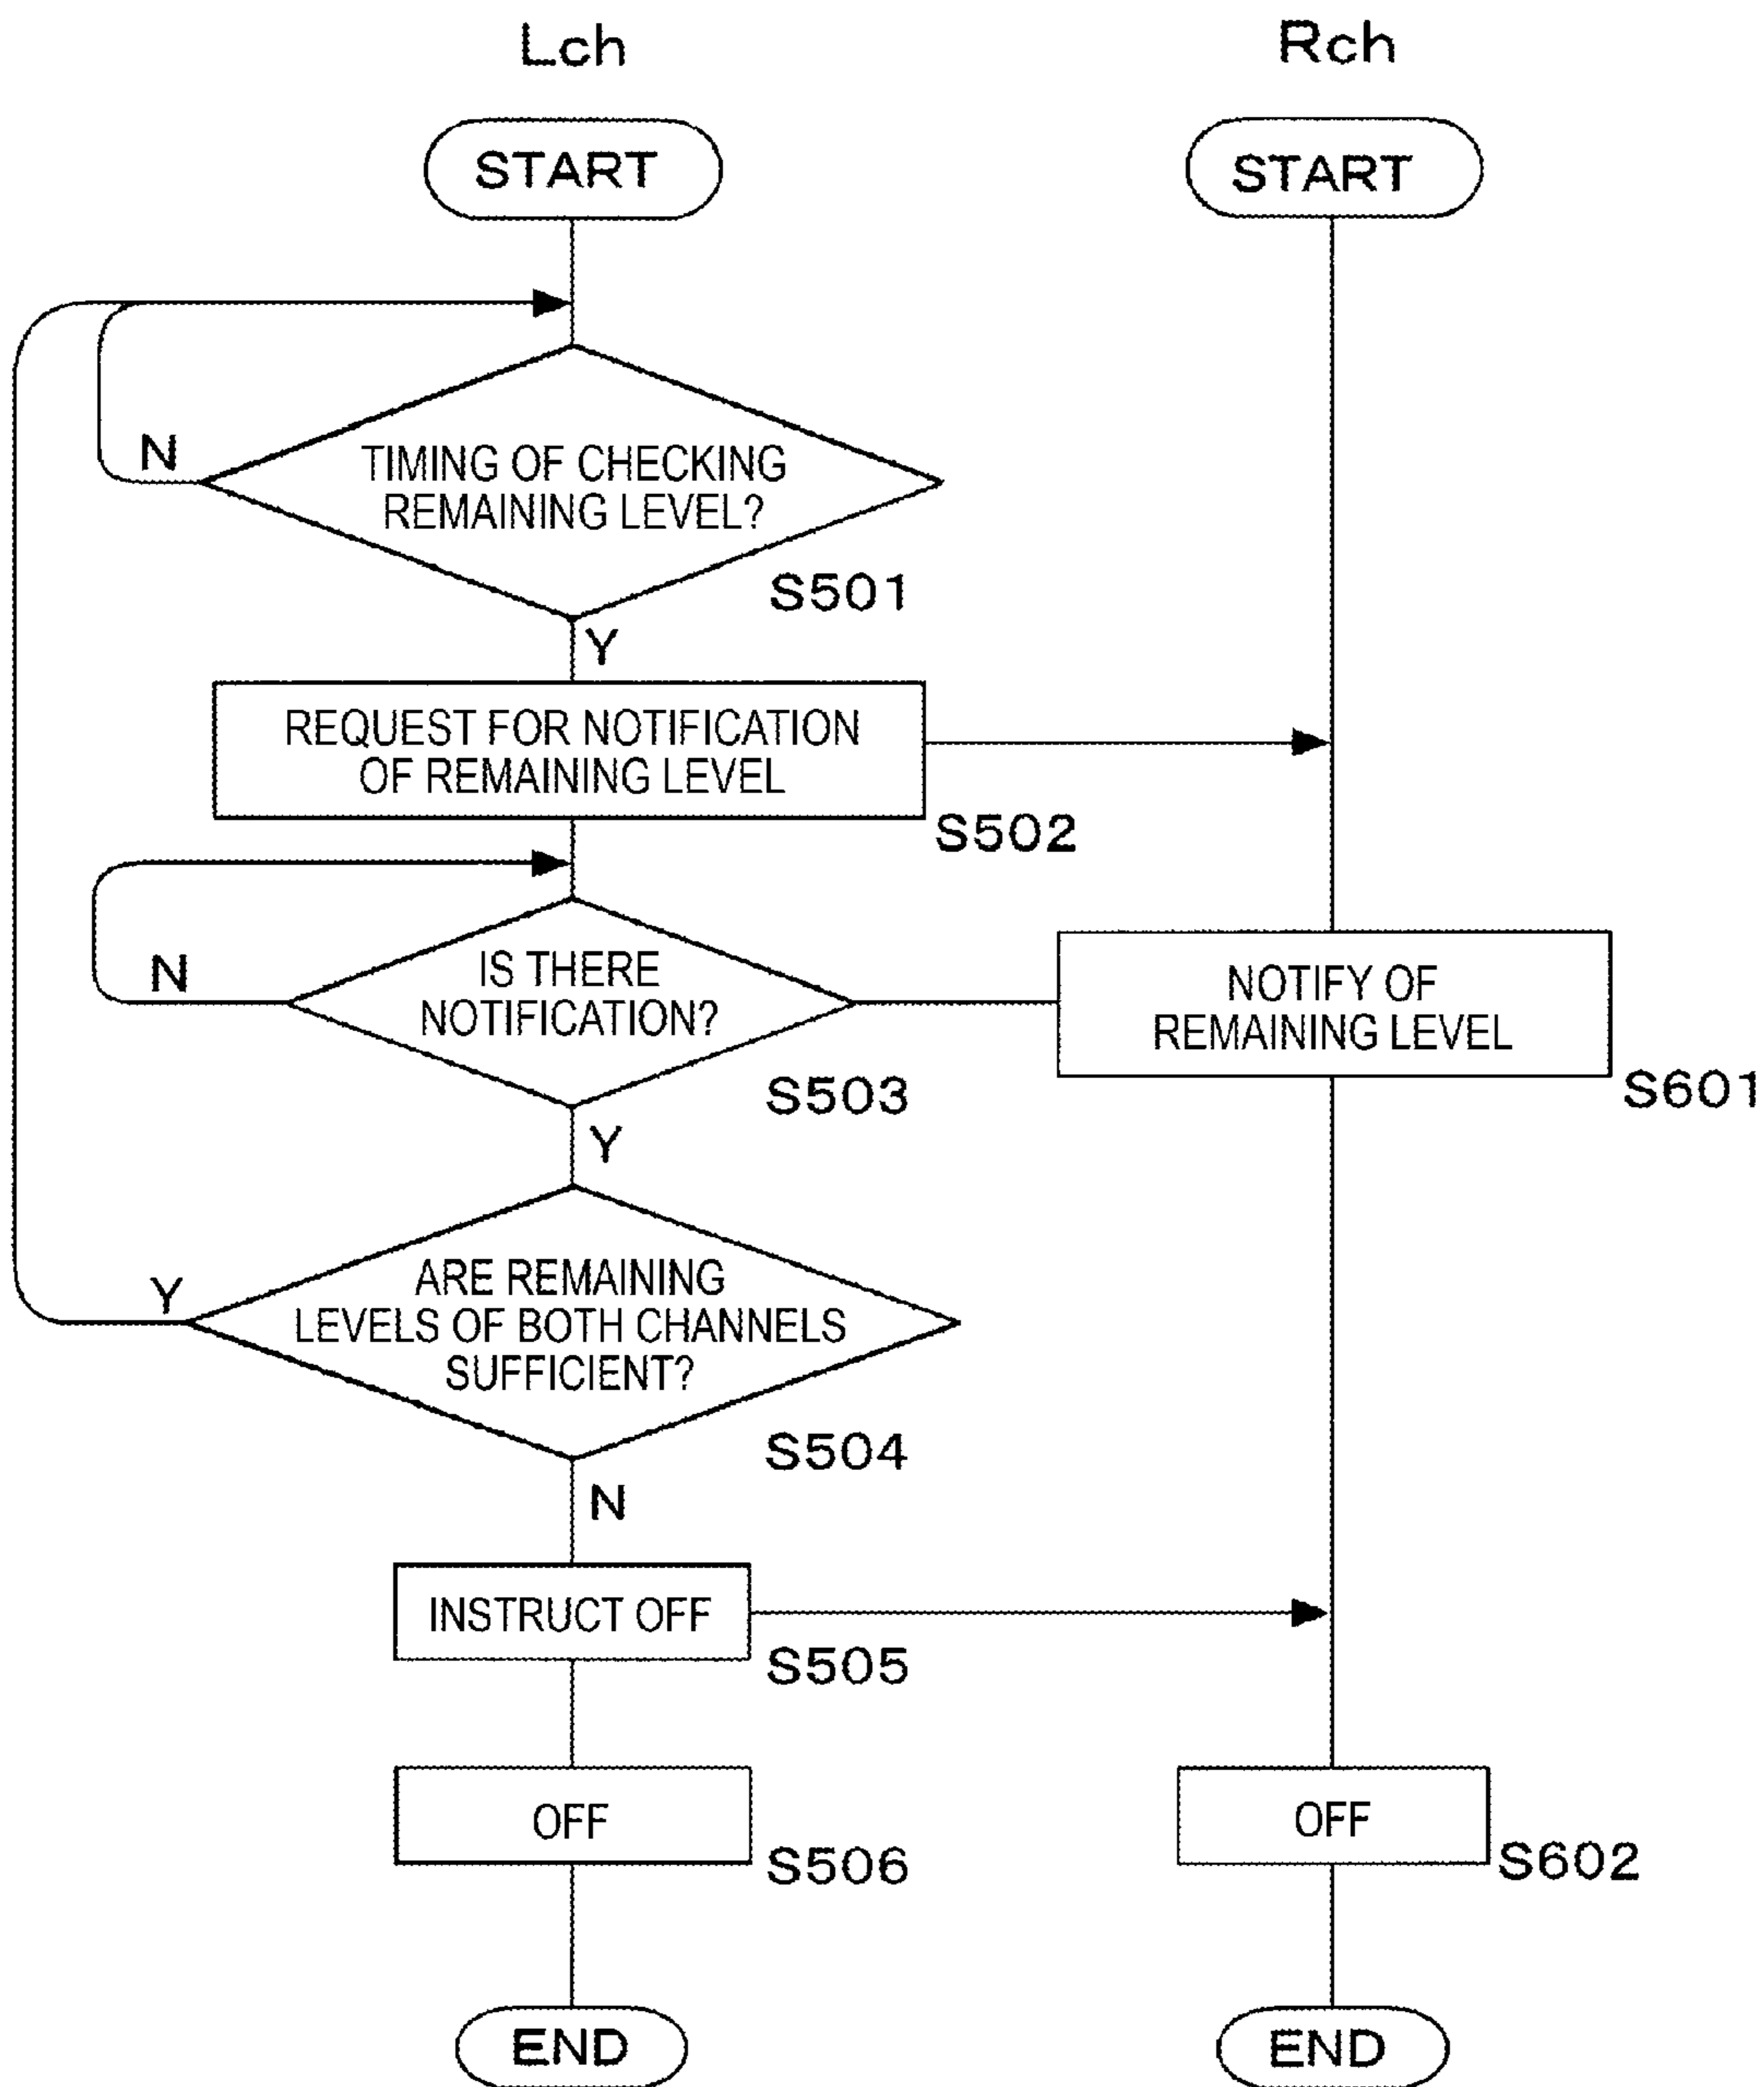 Lch
Rch
START
START
TIMING OF CHECKING
REMAINING LEVEL?
N
S501
Y
REQUEST FOR NOTIFICATION
OF REMAINING LEVEL
S502
IS THERE
NOTIFICATION?
N
S503
NOTIFY OF
REMAINING LEVEL
S601
Y
ARE REMAINING
LEVELS OF BOTH CHANNELS
SUFFICIENT?
Y
S504
N
INSTRUCT OFF
S505
OFF
S506
OFF
S602
END
END